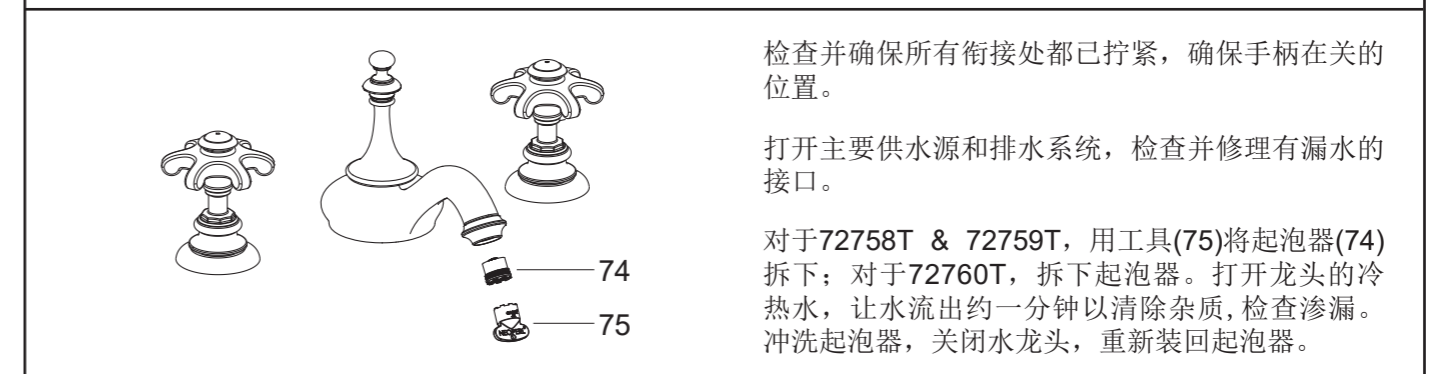 检查并确保所有衔接处都已拧紧，确保手柄在关的
位置。
打开主要供水源和排水系统，检查并修理有漏水的
接口。
对于72758T & 72759T，用工具(75)将起泡器(74)
拆下；对于72760T，拆下起泡器。打开龙头的冷
热水，让水流出约一分钟以清除杂质,检查渗漏。
冲洗起泡器，关闭水龙头，重新装回起泡器。
74
75